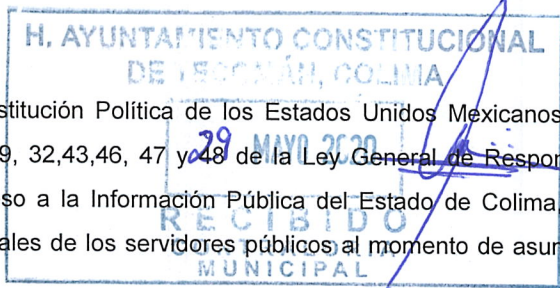 H. AYUNTAMIENTO CONSTITUCIONAL
DE TECOMÁN, COLIMA
stitución Política de los Estados Unidos Mexicanos
29 MAYO 2020
9, 32,43,46, 47 y 48 de la Ley General de Respon
so a la Información Pública del Estado de Colima,
RECIBIDO
ales de los servidores públicos al momento de asur
MUNICIPAL